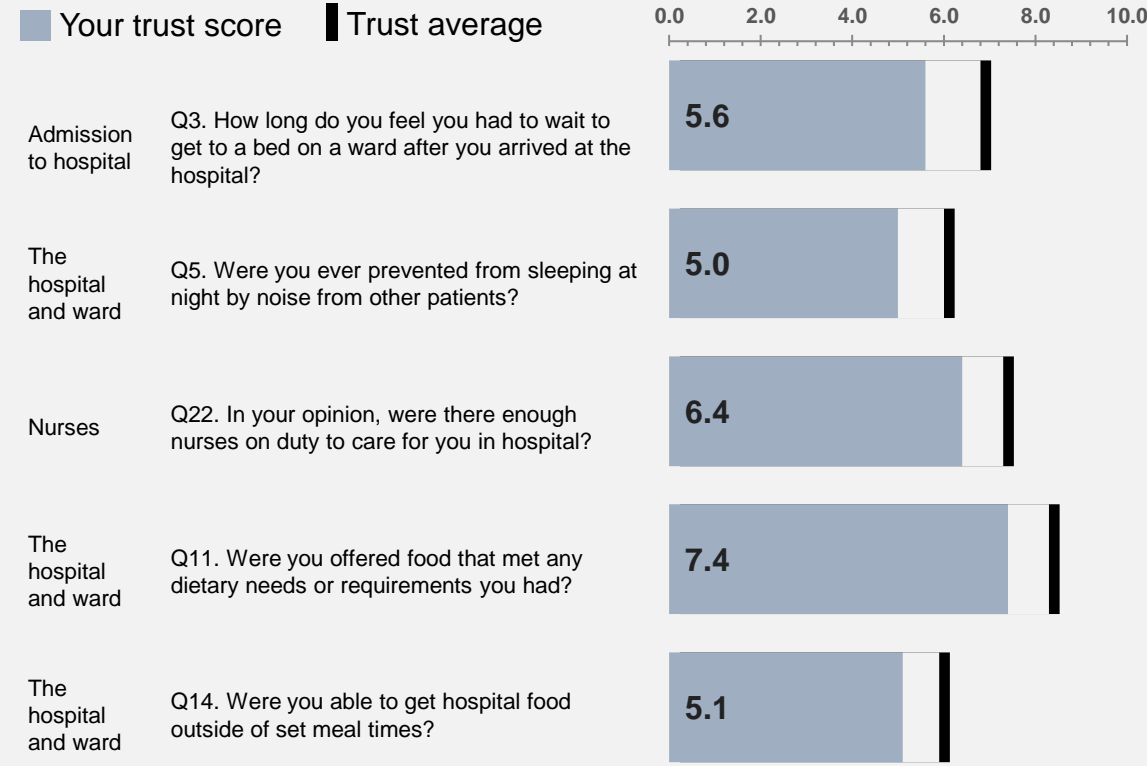 Your trust score
Trust average
0.0 2.0 4.0 6.0 8.0 10.0
Admission
to hospital
Q3. How long do you feel you had to wait to
get to a bed on a ward after you arrived at the
hospital?
5.6
The
hospital
and ward
Q5. Were you ever prevented from sleeping at
night by noise from other patients?
5.0
Nurses
Q22. In your opinion, were there enough
nurses on duty to care for you in hospital?
6.4
The
hospital
and ward
Q11. Were you offered food that met any
dietary needs or requirements you had?
7.4
The
hospital
and ward
Q14. Were you able to get hospital food
outside of set meal times?
5.1